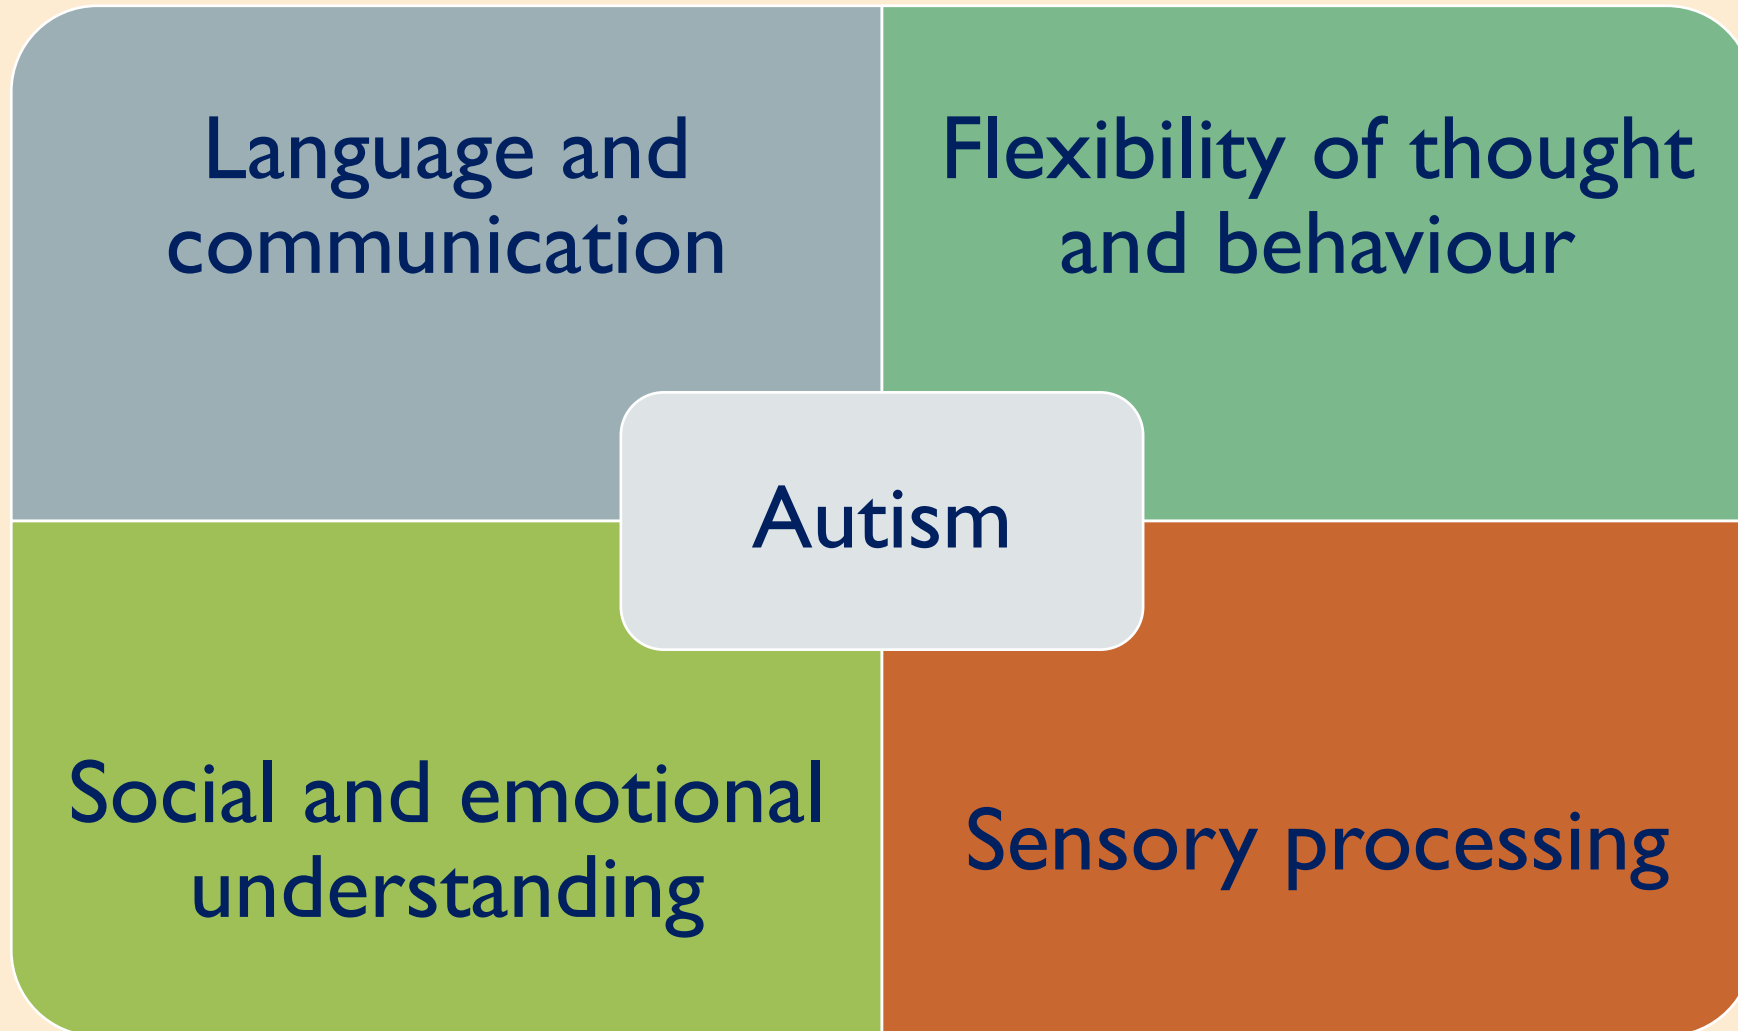 Language and
communication
Flexibility of thought
and behaviour
Autism
Social and emotional
understanding
Sensory processing